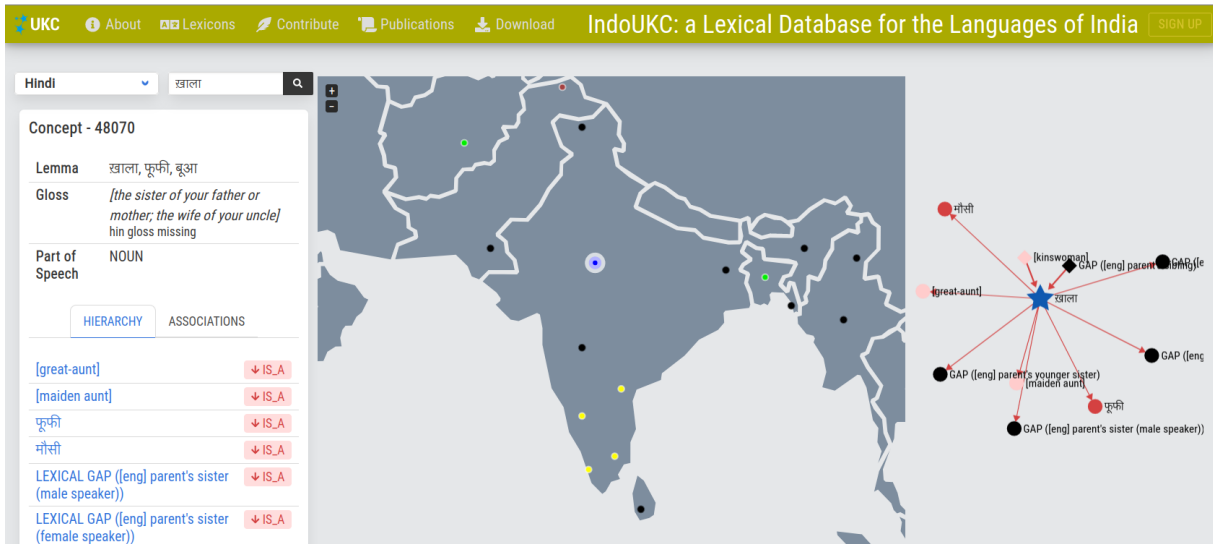 UKC
About
Lexicons
Contribute
Publications
Download
IndoUKC: a Lexical Database for the Languages of India
SIGN UP
Hindi
ख़ाला
Concept - 48070
Lemma ख़ाला, फूफी, बूआ
Gloss [the sister of your father or
mother; the wife of your uncle]
hin gloss missing
Part of NOUN
Speech
HIERARCHY ASSOCIATIONS
[great-aunt] IS_A
[maiden aunt] IS_A
फूफी IS_A
मौसी IS_A
LEXICAL GAP ([eng] parent's sister IS_A
(male speaker))
LEXICAL GAP ([eng] parent's sister IS_A
(female speaker))
+
-
मौसी
[kinswoman]
GAP ([eng] parent
[great-aunt]
ख़ाला
GAP ([eng
GAP ([eng] parent's younger sister)
[maiden aunt]
फूफी
GAP ([eng] parent's sister (male speaker))